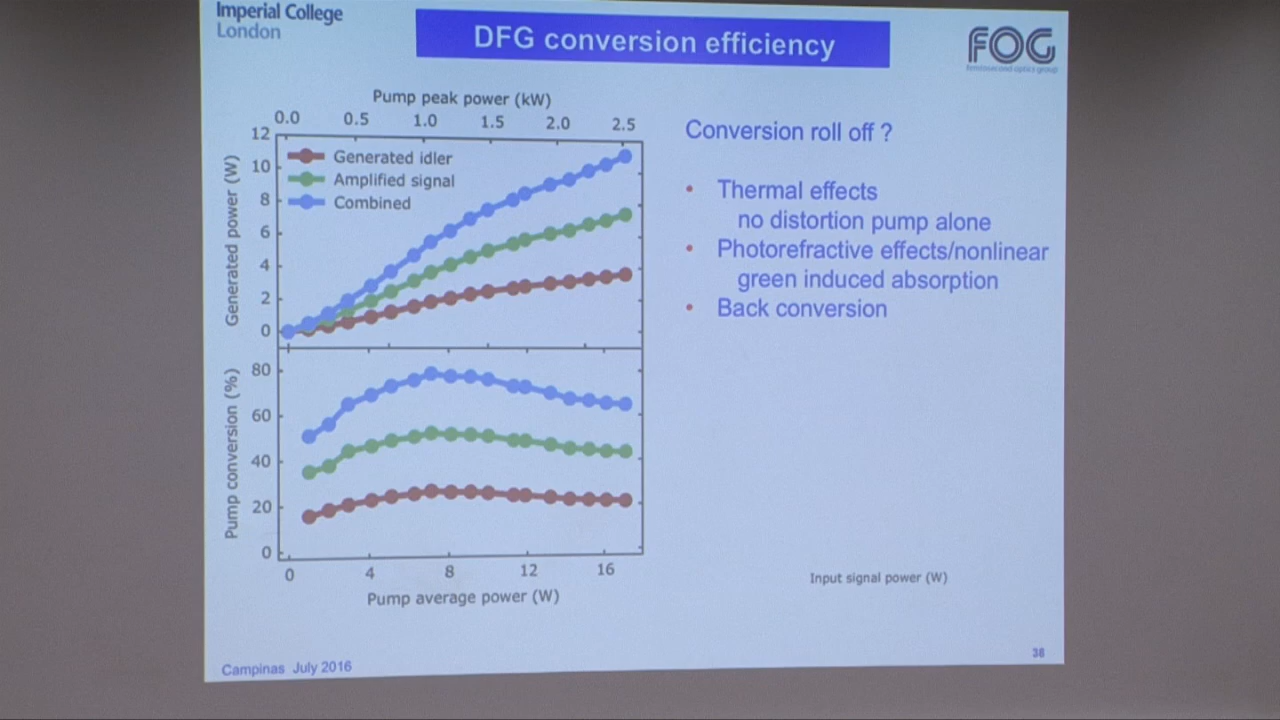 Imperial College
London
DFG conversion efficiency
FOG
femtosecond optics group
Pump peak power (kW)
0.0 0.5 1.0 1.5 2.0 2.5
Generated power (W)
12
10
8
6
4
2
0
Generated idler
Amplified signal
Combined
Pump conversion (%)
80
60
40
20
0
0 4 8 12 16
Pump average power (W)
Conversion roll off ?
• Thermal effects
no distortion pump alone
• Photorefractive effects/nonlinear
green induced absorption
• Back conversion
Input signal power (W)
Campinas July 2016
38